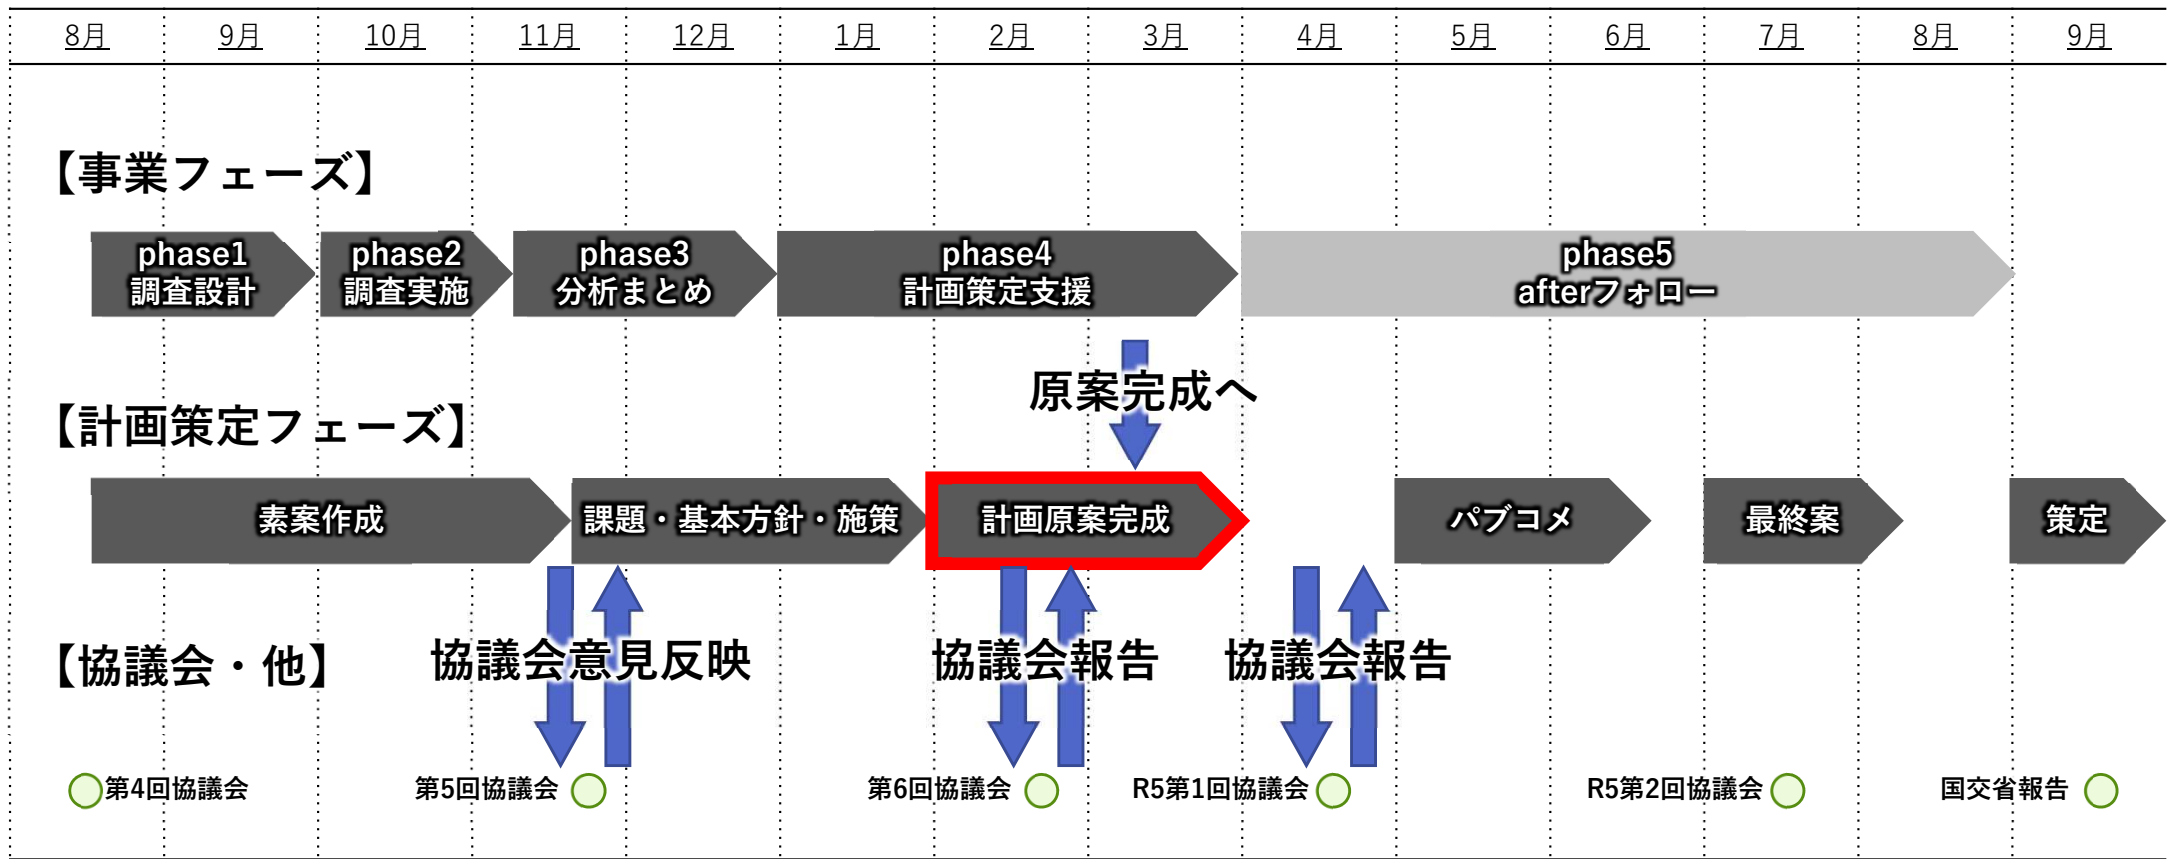 8月 9月 10月 11月 12月 1月 2月 3月 4月 5月 6月 7月 8月 9月
【事業フェーズ】
phase1
調査設計
phase2
調査実施
phase3
分析まとめ
phase4
計画策定支援
phase5
afterフォロー
原案完成へ
【計画策定フェーズ】
素案作成
課題・基本方針・施策
計画原案完成
パブコメ
最終案
策定
【協議会・他】
協議会意見反映
協議会報告
協議会報告
第4回協議会
第5回協議会
第6回協議会
R5第1回協議会
R5第2回協議会
国交省報告